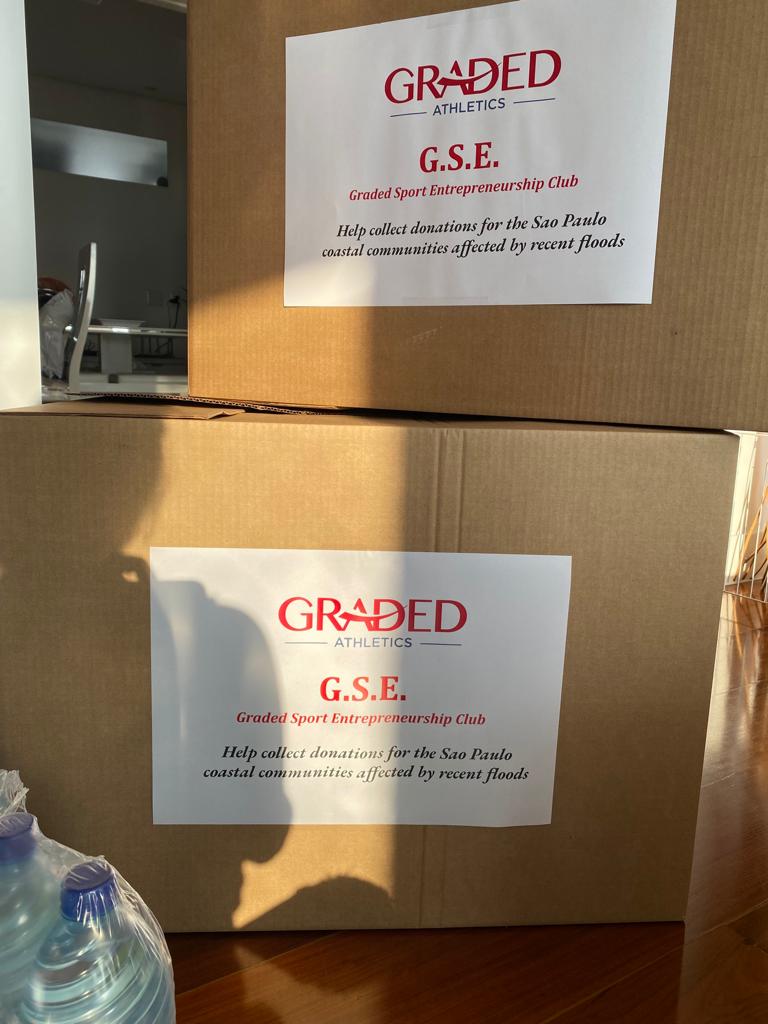 GRADED
ATHLETICS
G.S.E.
Graded Sport Entrepreneurship Club
Help collect donations for the Sao Paulo
coastal communities affected by recent floods
GRADED
ATHLETICS
G.S.E.
Graded Sport Entrepreneurship Club
Help collect donations for the Sao Paulo
coastal communities affected by recent floods